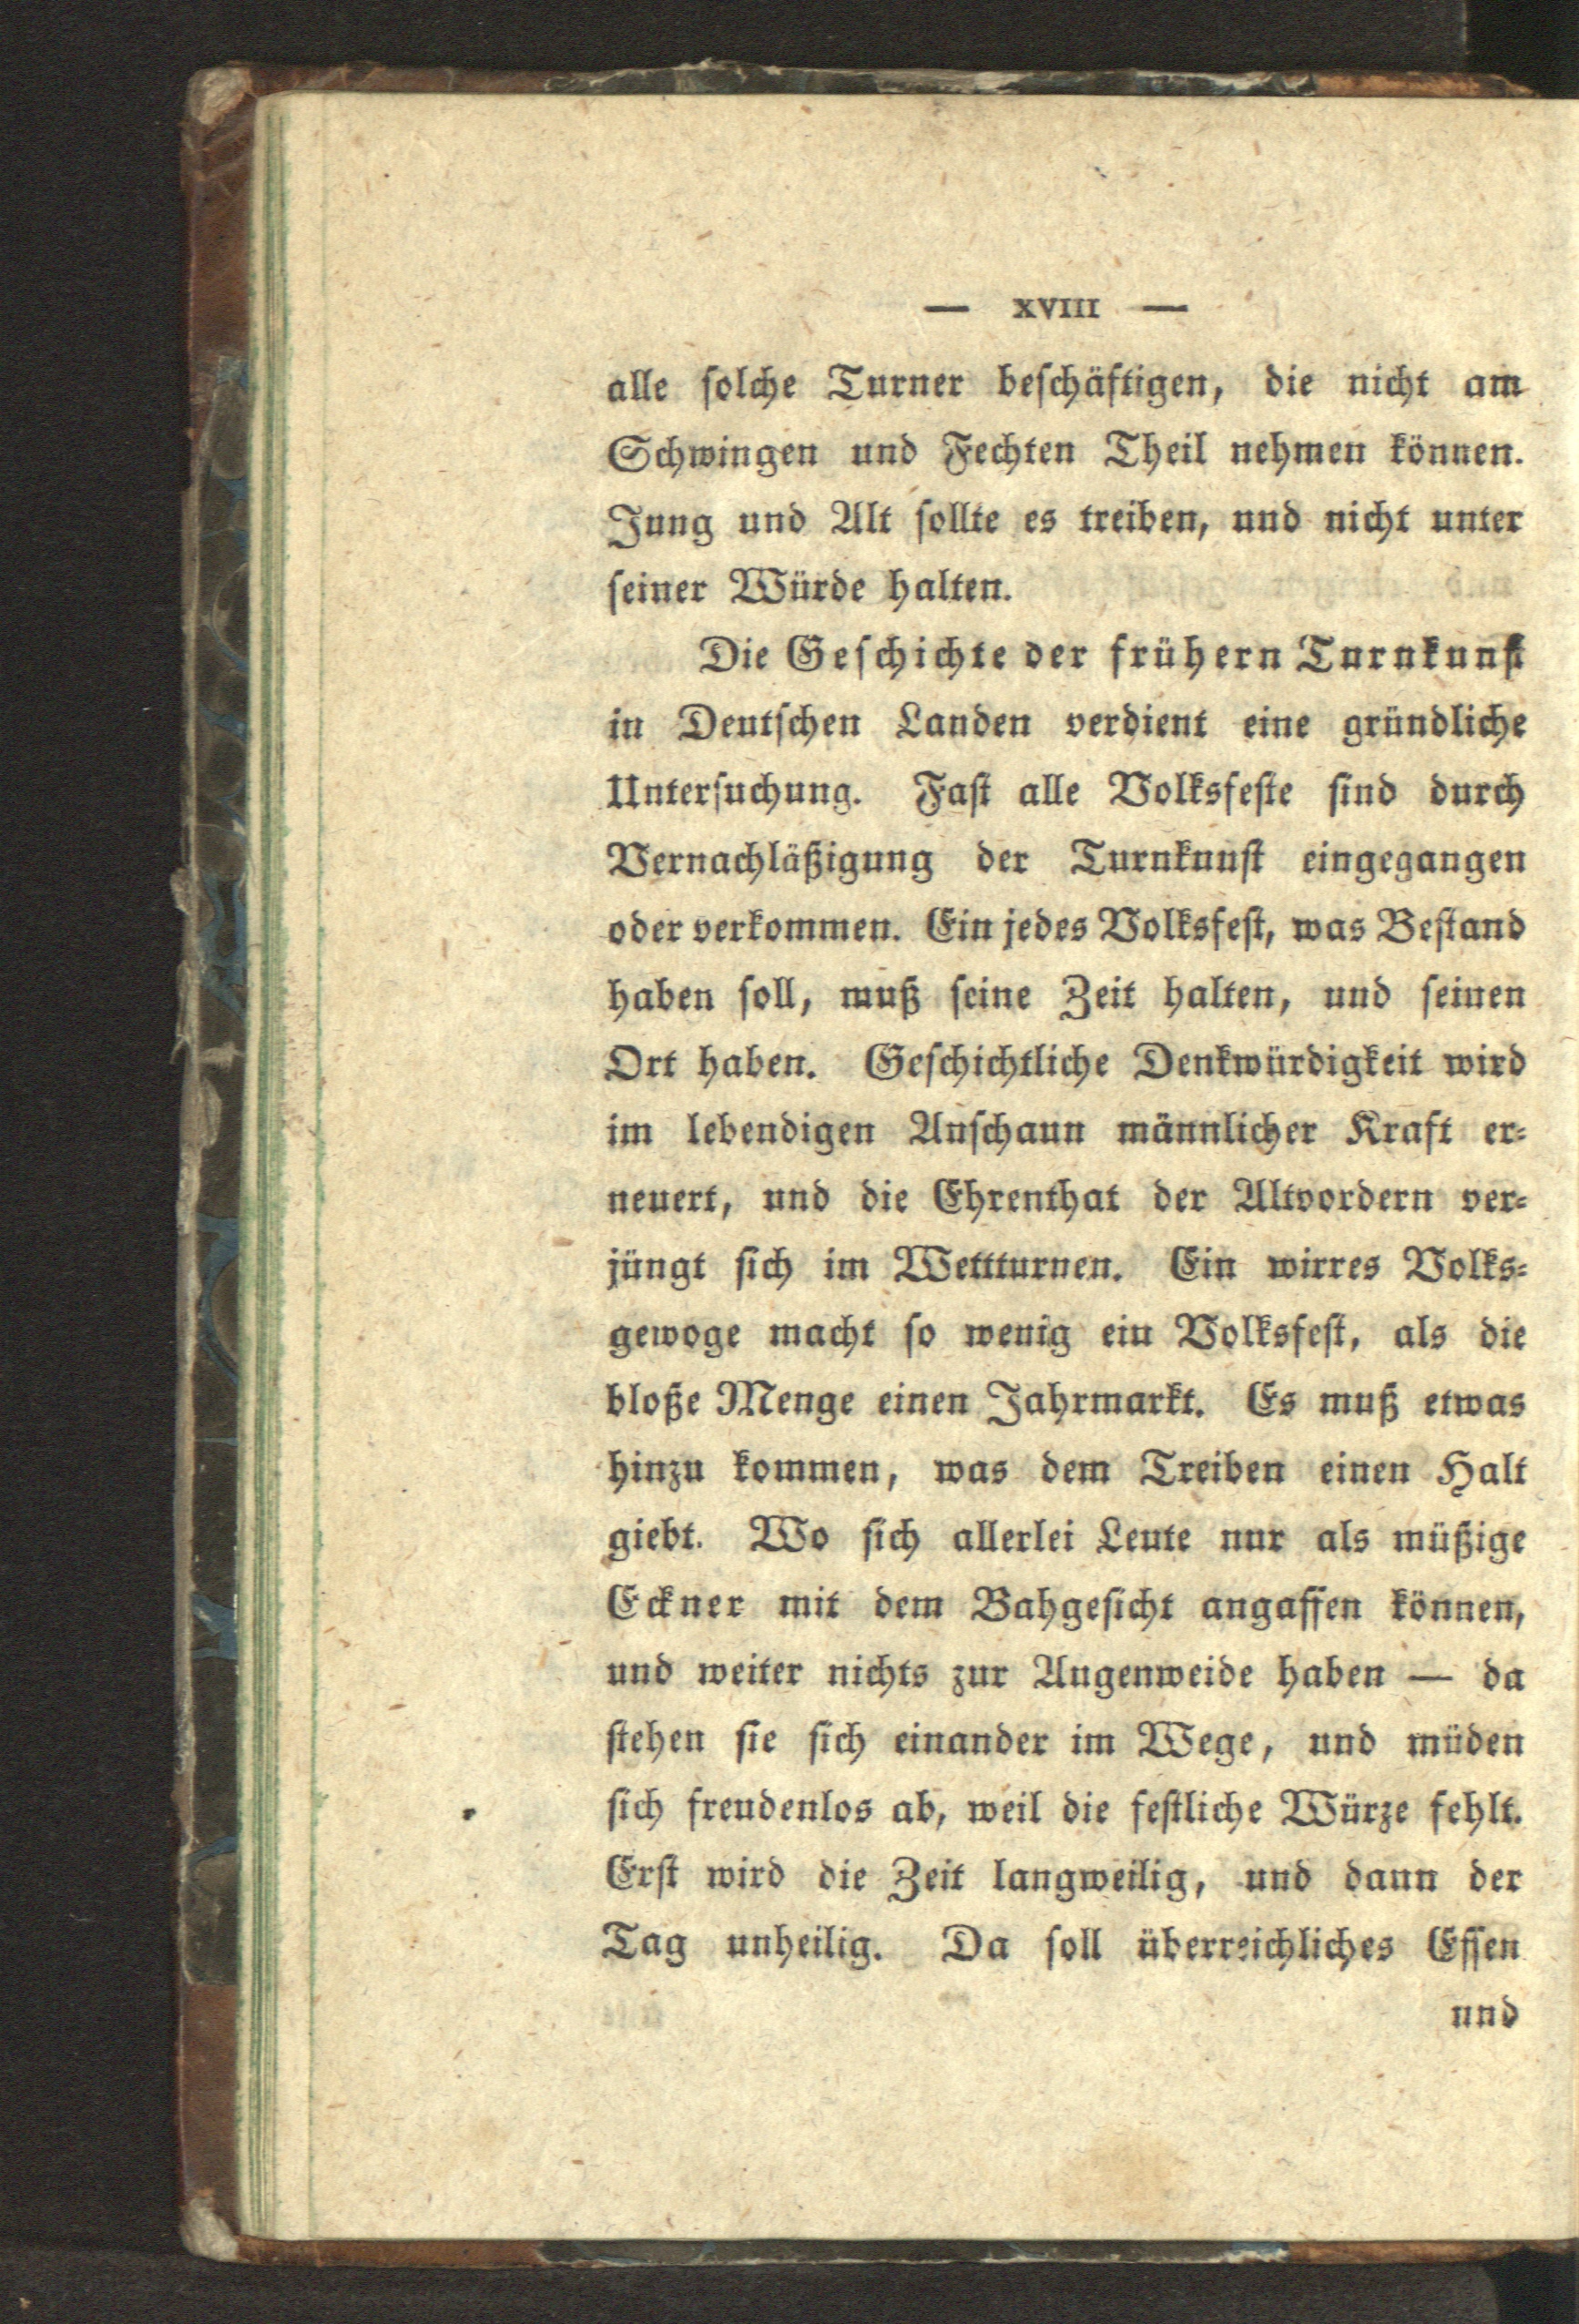 — XVIII —
alle ſolche Turner beſchäftigen, die nicht am
Schwingen und Fechten Theil nehmen können.
Jung und Alt ſollte es treiben, und nicht unter
ſeiner Würde halten.
Die Geſchichte der frühern Turnkunſt
in Deutſchen Landen verdient eine gründliche
Unterſuchung. Faſt alle Volksfeſte ſind durch
Vernachläßigung der Turnkunſt eingegangen
oder verkommen. Ein jedes Volksfeſt, was Beſtand
haben ſoll, muß ſeine Zeit halten, und ſeinen
Ort haben. Geſchichtliche Denkwürdigkeit wird
im lebendigen Anſchaun männlicher Kraft er⸗
neuert, und die Ehrenthat der Altvordern ver⸗
jüngt ſich im Wettturnen. Ein wirres Volks⸗
gewoge macht ſo wenig ein Volksfeſt, als die
bloße Menge einen Jahrmarkt. Es muß etwas
hinzu kommen, was dem Treiben einen Halt
giebt. Wo ſich allerlei Leute nur als müßige
Eckner mit dem Bahgeſicht angaffen können,
und weiter nichts zur Augenweide haben — da
ſtehen ſie ſich einander im Wege, und müden
ſich freudenlos ab, weil die feſtliche Würze fehlt.
Erſt wird die Zeit langweilig, und dann der
Tag unheilig. Da ſoll überreichliches Eſſen
und